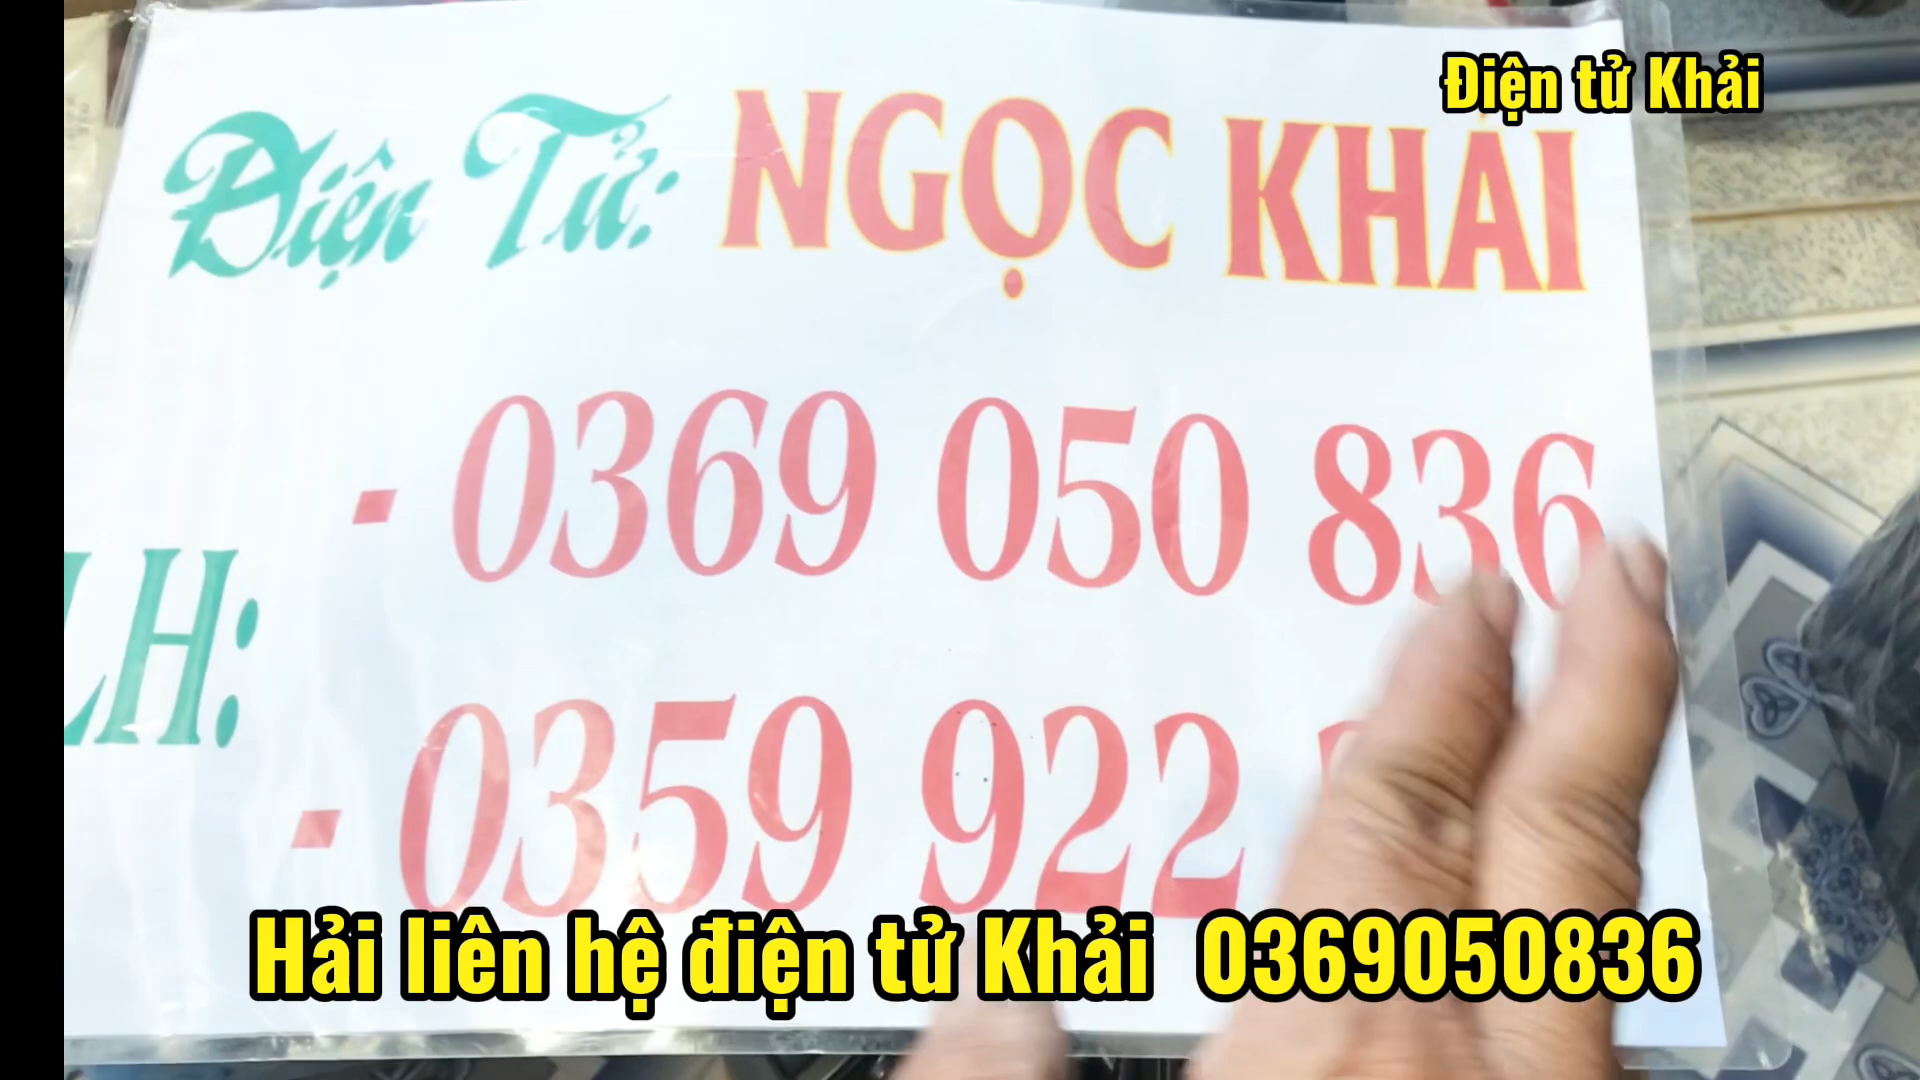 Điện tử Khải
Điện Tử: NGỌC KHẢI
- 0369 050 836
LH:
- 0359 922
Hải liên hệ điện tử Khải 0369050836